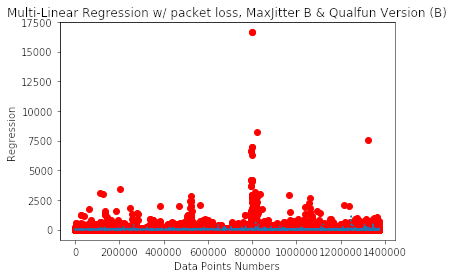 Multi-Linear Regression w/ packet loss, MaxJitter B & Qualfun Version (B)
17500
15000
12500
10000
7500
5000
2500
0
Regression
0 200000 400000 600000 800000 1000000 1200000 1400000
Data Points Numbers